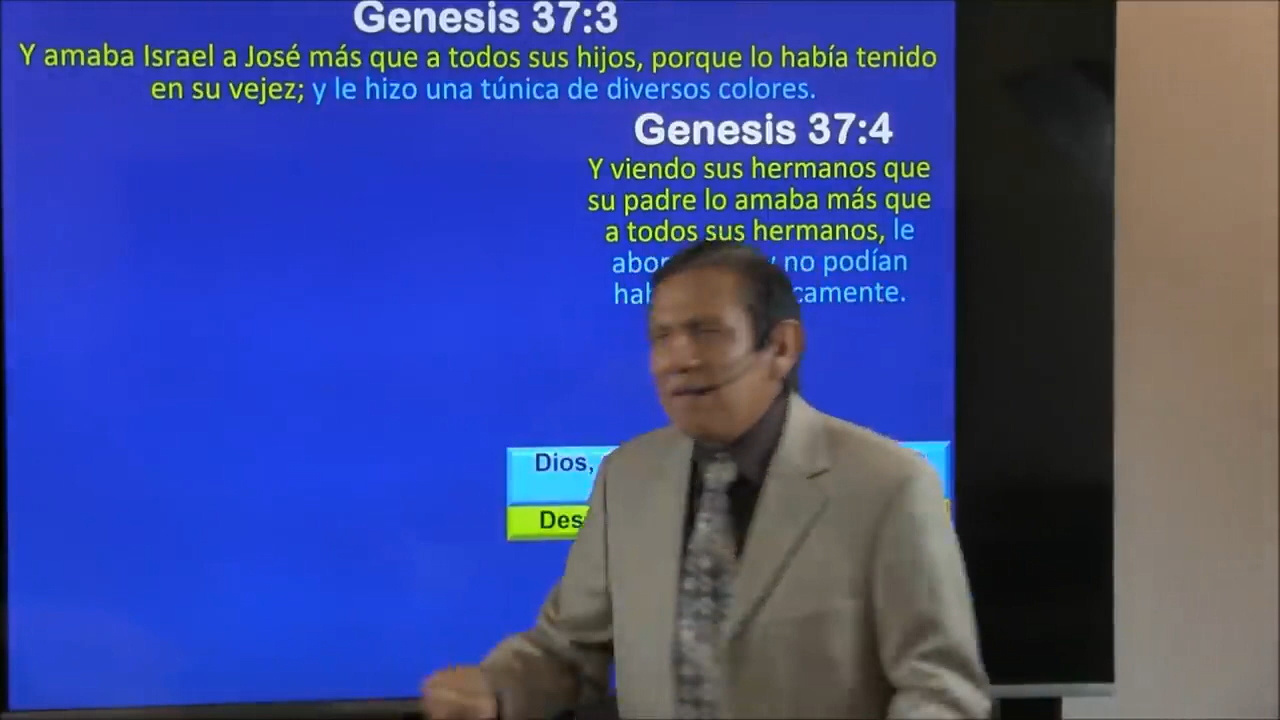 Genesis 37:3
Y amaba Israel a José más que a todos sus hijos, porque lo había tenido
en su vejez; y le hizo una túnica de diversos colores.
Genesis 37:4
Y viendo sus hermanos que
su padre lo amaba más que
a todos sus hermanos, le
y no podían
Dios,